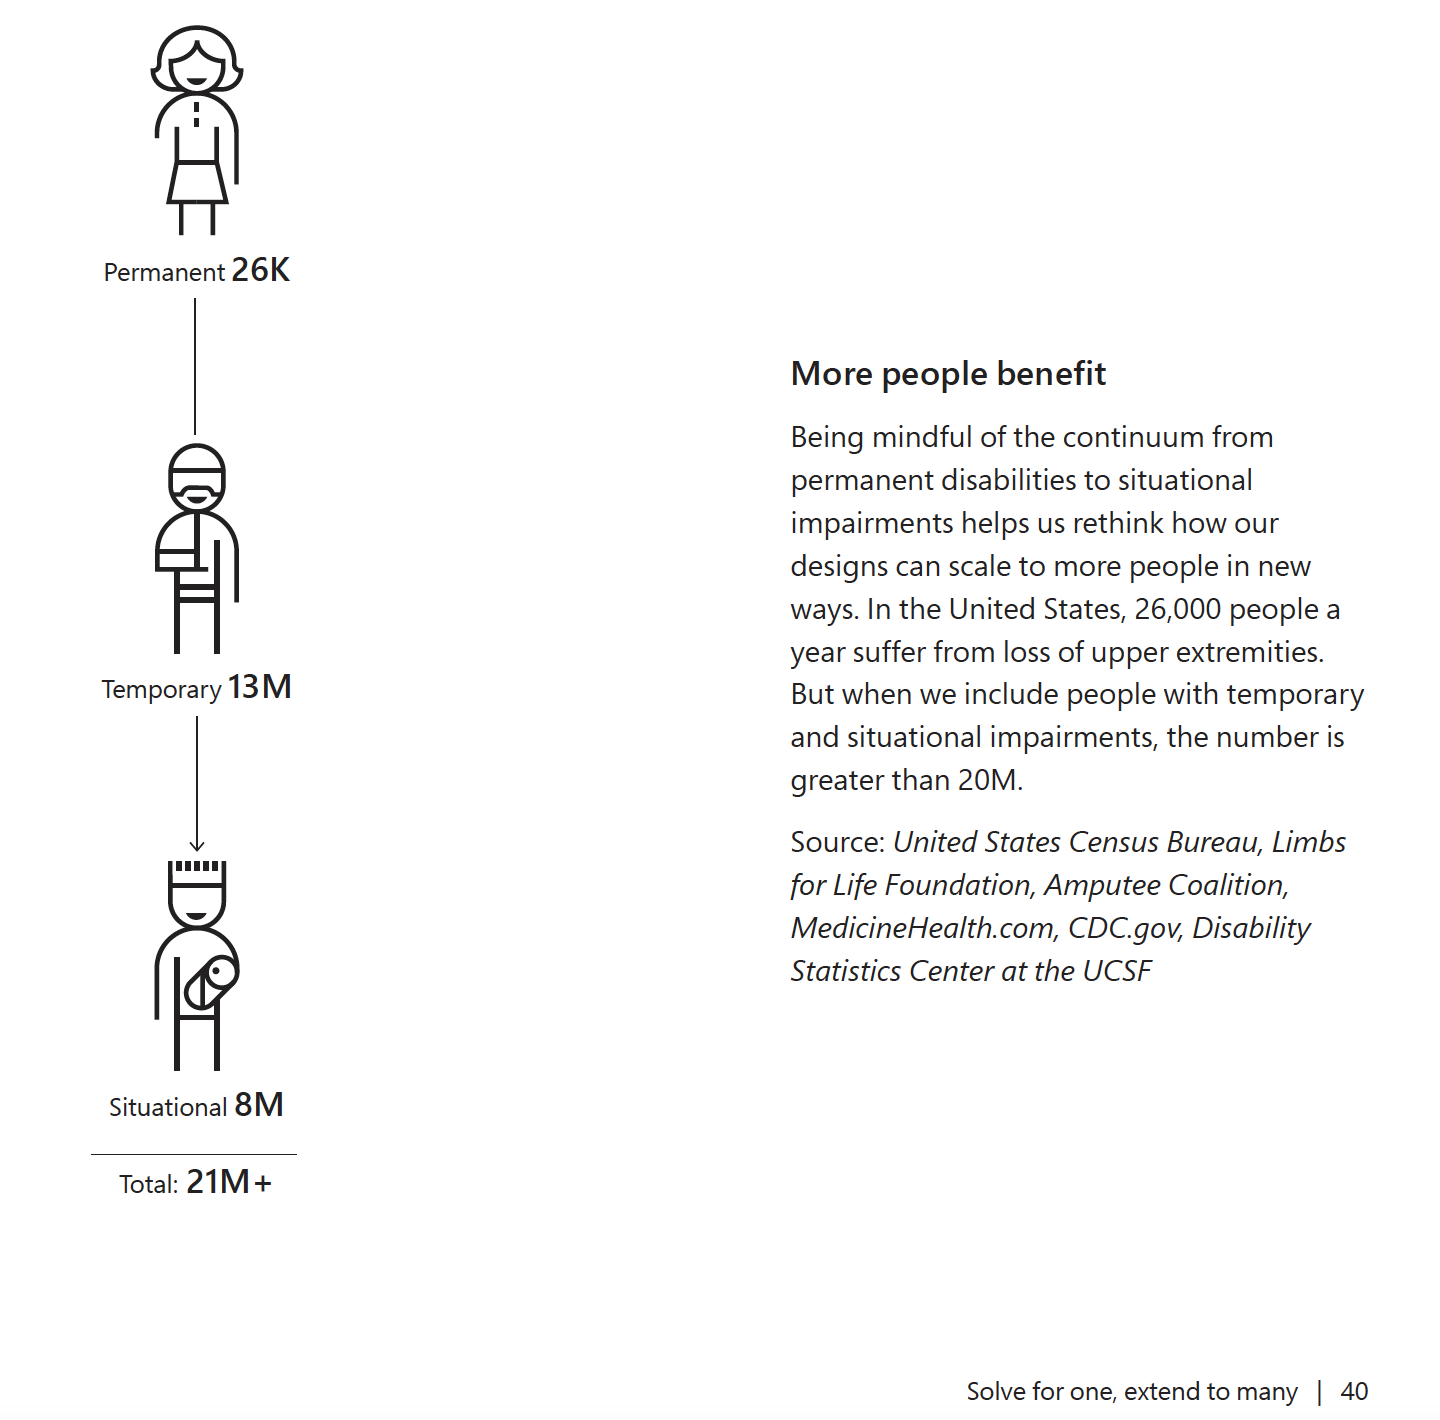 Permanent 26K
Temporary 13M
Situational 8M
Total: 21M+
More people benefit
Being mindful of the continuum from
permanent disabilities to situational
impairments helps us rethink how our
designs can scale to more people in new
ways. In the United States, 26,000 people a
year suffer from loss of upper extremities.
But when we include people with temporary
and situational impairments, the number is
greater than 20M.
Source: United States Census Bureau, Limbs
for Life Foundation, Amputee Coalition,
MedicineHealth.com, CDC.gov, Disability
Statistics Center at the UCSF
Solve for one, extend to many | 40